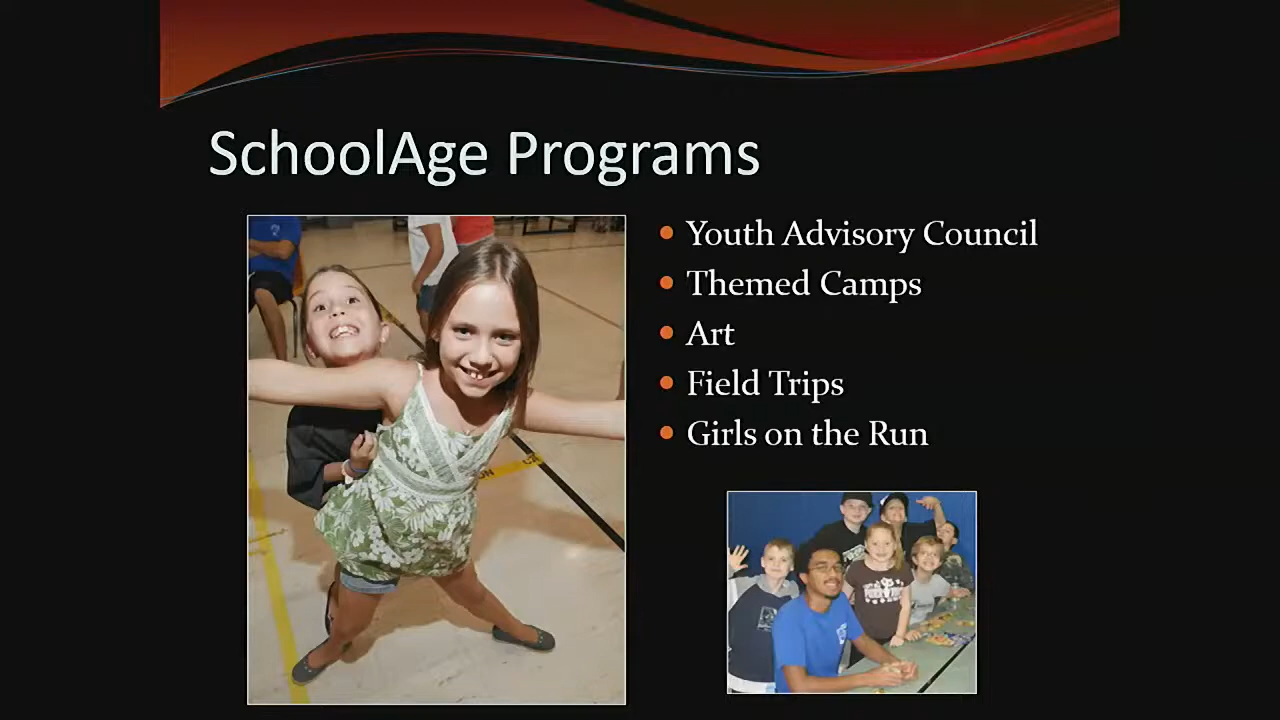 SchoolAge Programs
Youth Advisory Council
Themed Camps
Art
Field Trips
Girls on the Run